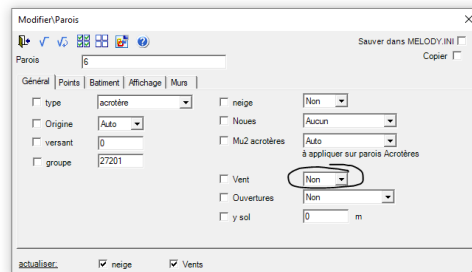 Modifier\Parois
Sauver dans MELODY.INI
Copier
Parois 6
Général Points Batiment Affichage Murs
type acrotère
neige Non
Origine Auto
Noues Aucun
versant 0
Mu2 acrotères Auto
à appliquer sur parois Acrotères
groupe 27201
Vent Non
Ouvertures Non
y sol 0 m
actualiser: neige Vents